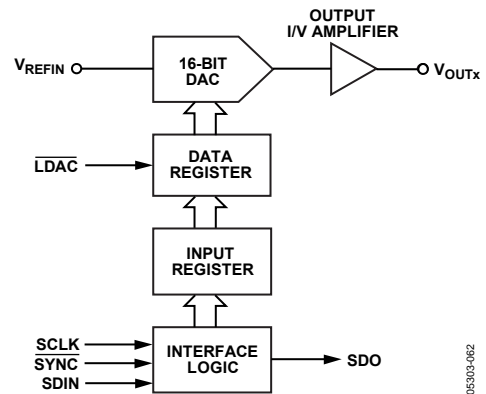 OUTPUT
I/V AMPLIFIER
VREFIN
16-BIT
DAC
VOUTx
LDAC
DATA
REGISTER
INPUT
REGISTER
SCLK
SYNC
SDIN
INTERFACE
LOGIC
SDO
05303-062